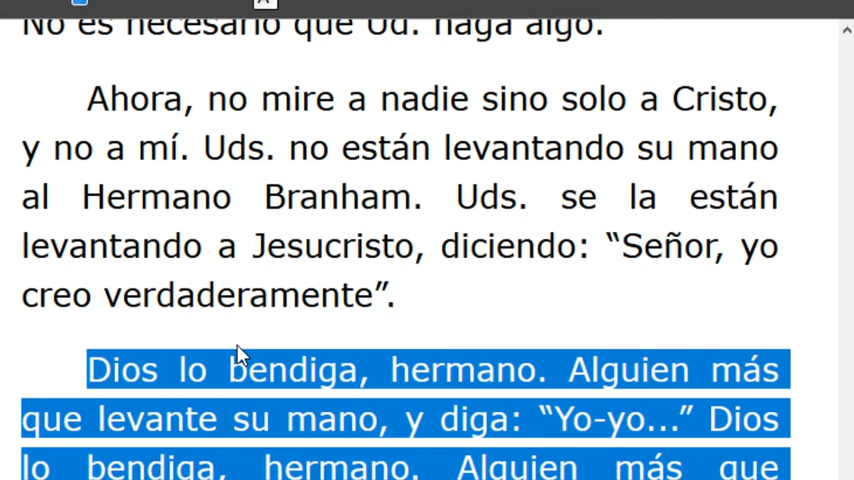 No es necesario que Ud. haga algo.
Ahora, no mire a nadie sino solo a Cristo,
y no a mí. Uds. no están levantando su mano
al Hermano Branham. Uds. se la están
levantando a Jesucristo, diciendo: “Señor, yo
creo verdaderamente”.
Dios lo bendiga, hermano. Alguien más
que levante su mano, y diga: “Yo-yo...” Dios
lo bendiga, hermano. Alguien más que